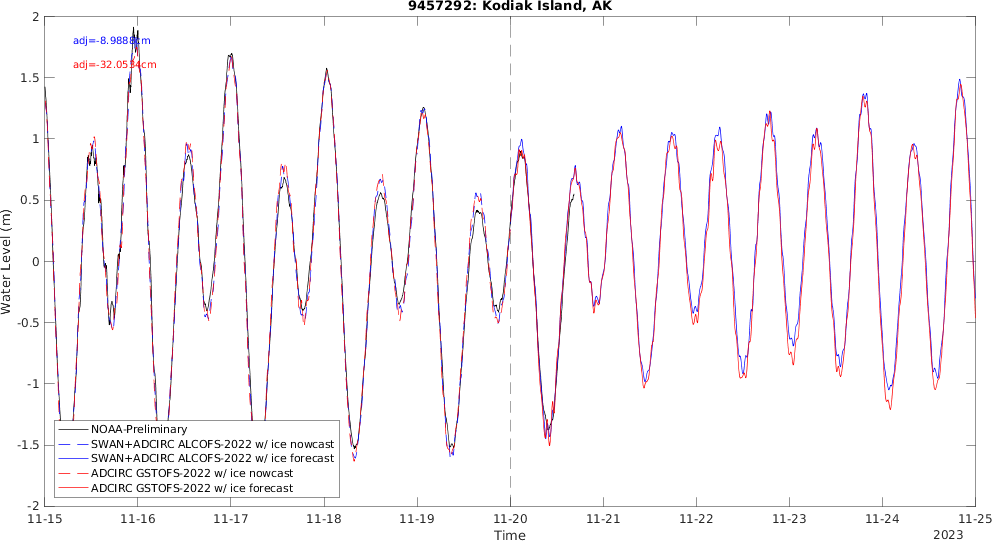 9457292: Kodiak Island, AK
2
1.5
1
0.5
0
-0.5
-1
-1.5
-2
Water Level (m)
adj=-8.9888cm
adj=-32.0534cm
NOAA-Preliminary
SWAN+ADCIRC ALCOFS-2022 w/ ice nowcast
SWAN+ADCIRC ALCOFS-2022 w/ ice forecast
ADCIRC GSTOFS-2022 w/ ice nowcast
ADCIRC GSTOFS-2022 w/ ice forecast
11-15 11-16 11-17 11-18 11-19 11-20 11-21 11-22 11-23 11-24 11-25
Time
2023